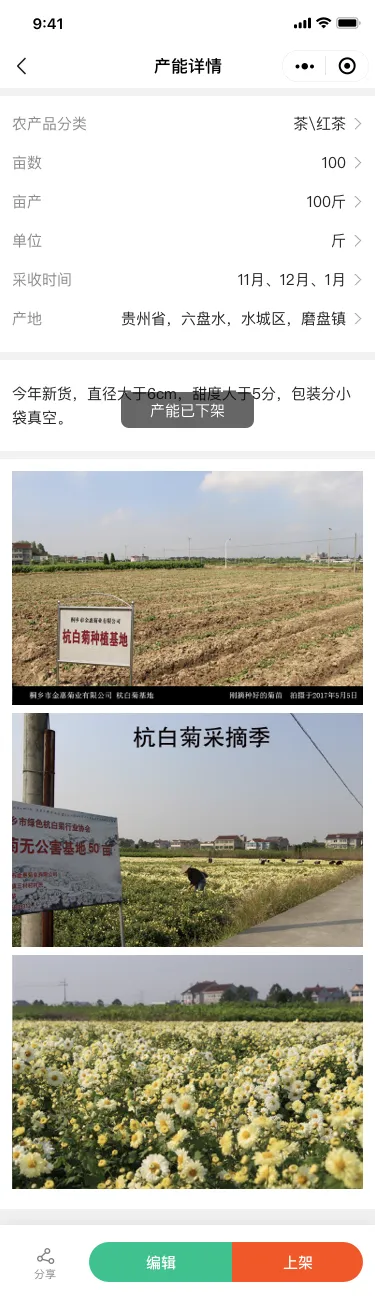 9:41
产能详情
农产品分类 茶\红茶
亩数 100
亩产 100斤
单位 斤
采收时间 11月、12月、1月
产地 贵州省，六盘水，水城区，磨盘镇
今年新货，直径大于6cm，甜度大于5分，包装分小
袋真空。
产能已下架
桐乡市金嘉菊业有限公司
杭白菊种植基地
桐乡市金嘉菊业有限公司 杭白菊基地 刚满种好的菊苗 拍摄于2017年5月5日
杭白菊采摘季
乡市绿色杭白菊行业协会
菊无公害基地50亩
分享
编辑
上架